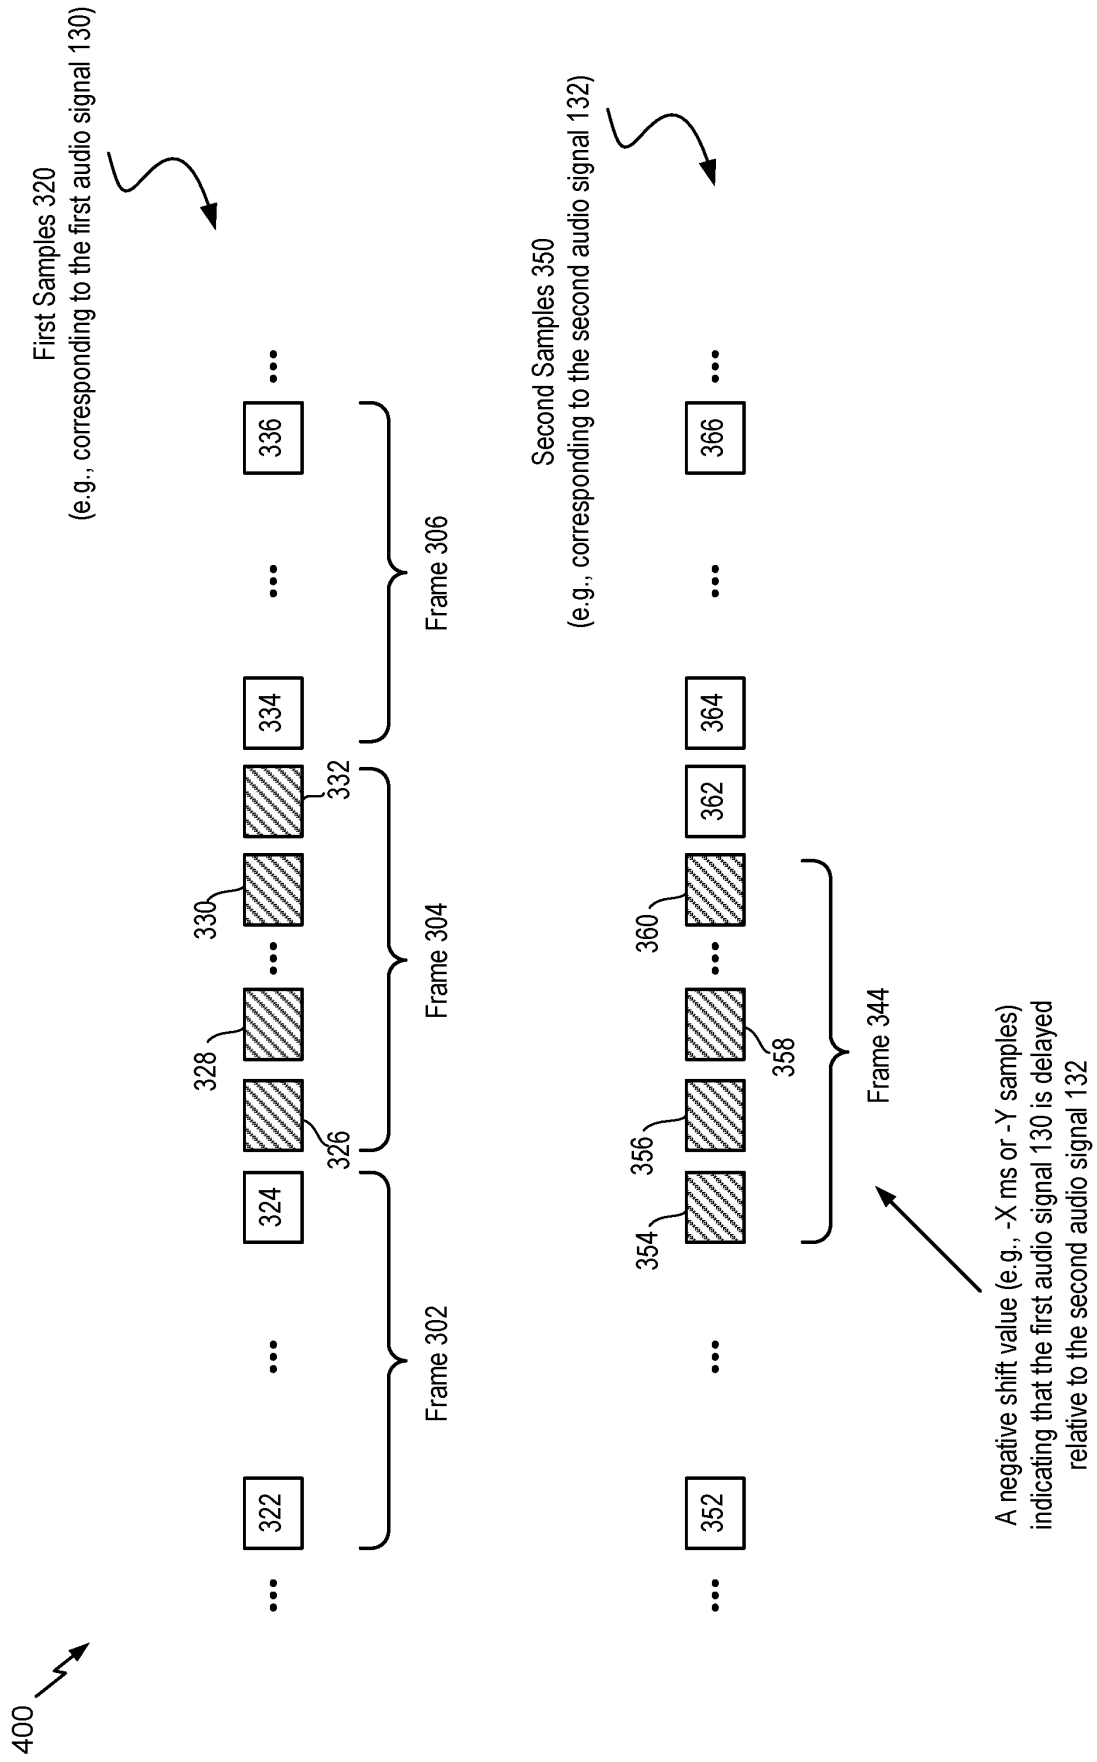 400
First Samples 320
(e.g., corresponding to the first audio signal 130)
330
328
...
322
...
324
326
...
332
334
...
336
...
Frame 302
Frame 304
Frame 306
Second Samples 350
(e.g., corresponding to the second audio signal 132)
354
356
360
...
352
...
358
...
362
364
...
366
...
Frame 344
A negative shift value (e.g., -X ms or -Y samples)
indicating that the first audio signal 130 is delayed
relative to the second audio signal 132